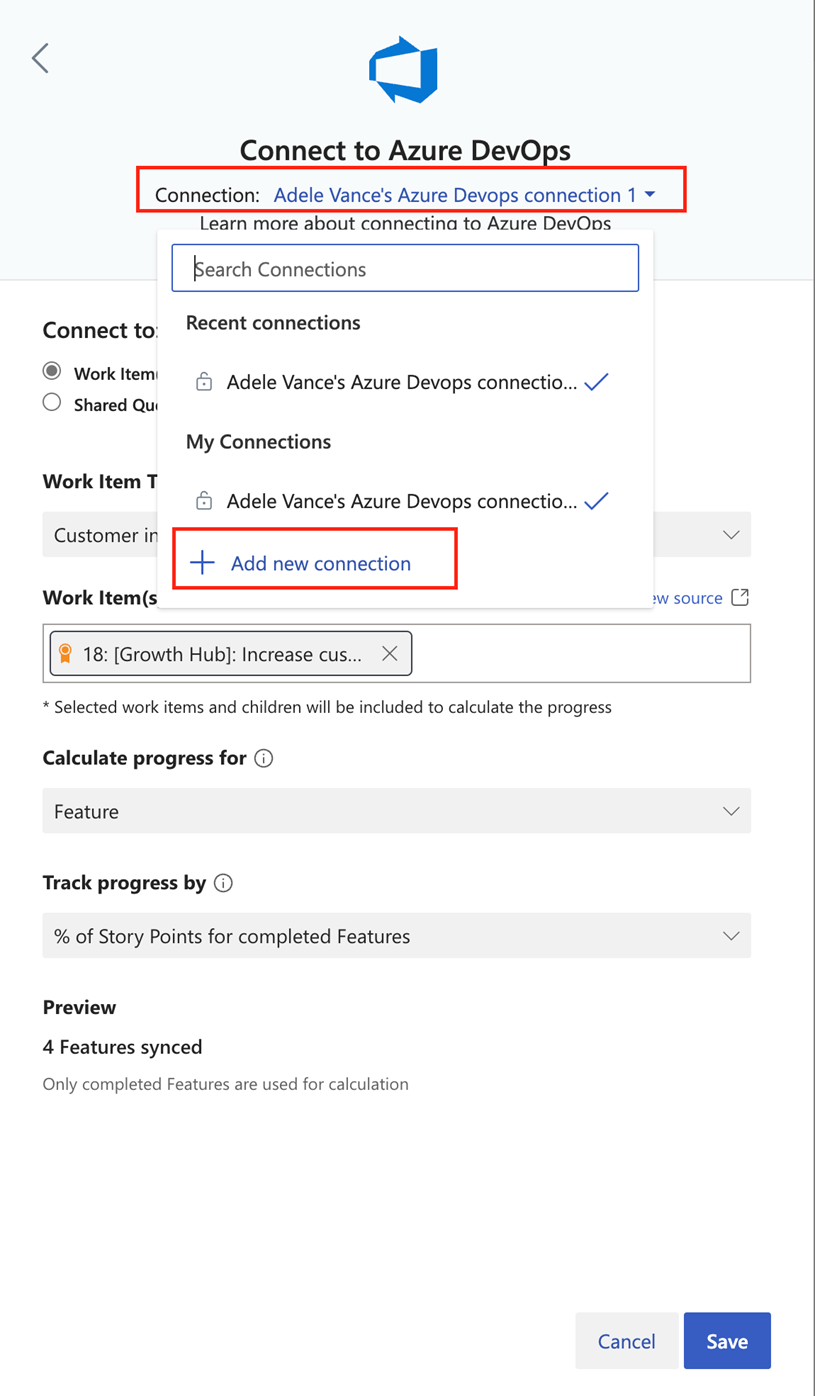 Connect to Azure DevOps
Connection: Adele Vance's Azure Devops connection 1
Learn more about connecting to Azure DevOps
Search Connections
Recent connections
Adele Vance's Azure Devops connectio...
My Connections
Adele Vance's Azure Devops connectio...
Add new connection
Connect to:
Work Item
Shared
Work Item T
Customer in
Work Item(s
source
18: [Growth Hub]: Increase cus...
* Selected work items and children will be included to calculate the progress
Calculate progress for
Feature
Track progress by
% of Story Points for completed Features
Preview
4 Features synced
Only completed Features are used for calculation
Cancel
Save